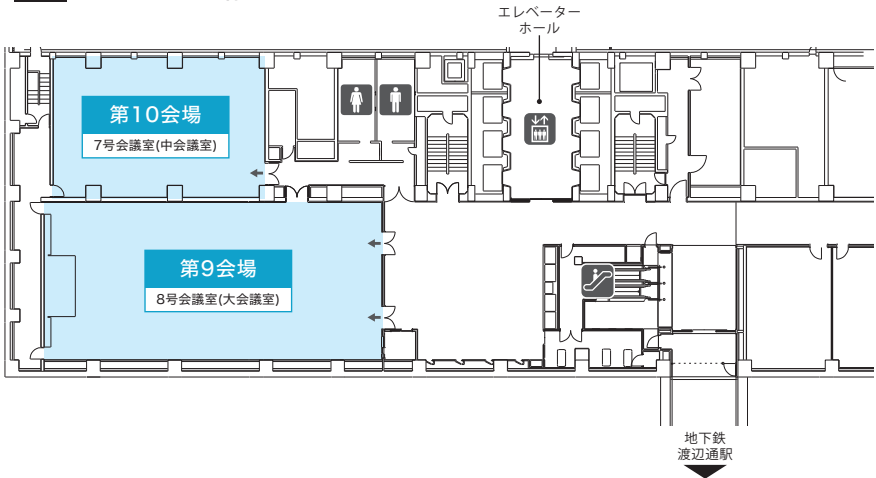 エレベーター
ホール
第10会場
7号会議室(中会議室)
第9会場
8号会議室(大会議室)
地下鉄
渡辺通駅